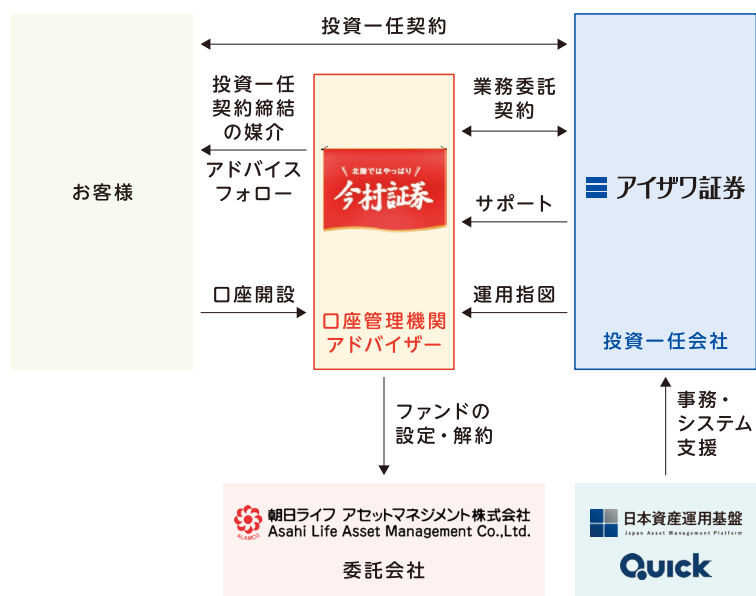 投資一任契約
投資一任
契約締結
の媒介
アドバイス
フォロー
業務委託
契約
お客様
北陸ではやっぱり
今村証券
アイザワ証券
サポート
口座開設
運用指図
口座管理機関
アドバイザー
投資一任会社
ファンドの
設定・解約
事務・
システム
支援
朝日ライフ アセットマネジメント株式会社
Asahi Life Asset Management Co.,Ltd.
ALAMCO
委託会社
日本資産運用基盤
Japan Asset Management Platform
QUICK